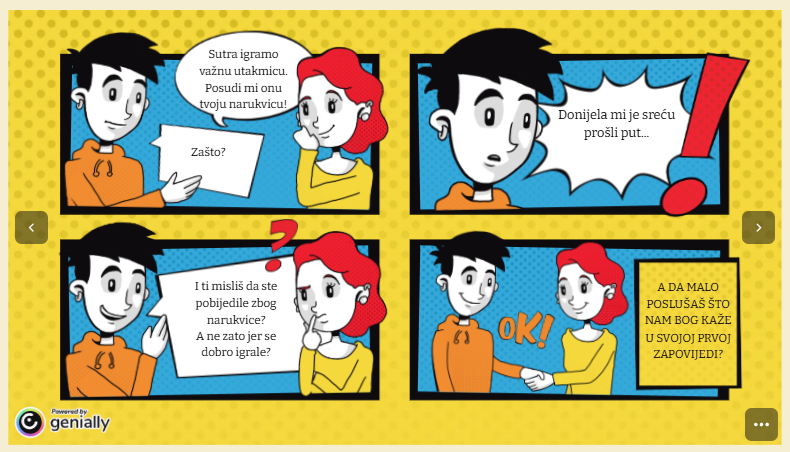 Sutra igramo
važnu utakmicu.
Posudi mi onu
tvoju narukvicu!
Zašto?
Donijela mi je sreću
prošli put...
I ti misliš da ste
pobijedile zbog
narukvice?
A ne zato jer se
dobro igrale?
OK!
A DA MALO
POSLUŠAŠ ŠTO
NAM BOG KAŽE
U SVOJOJ PRVOJ
ZAPOVIJEDI?
Powered by
genially